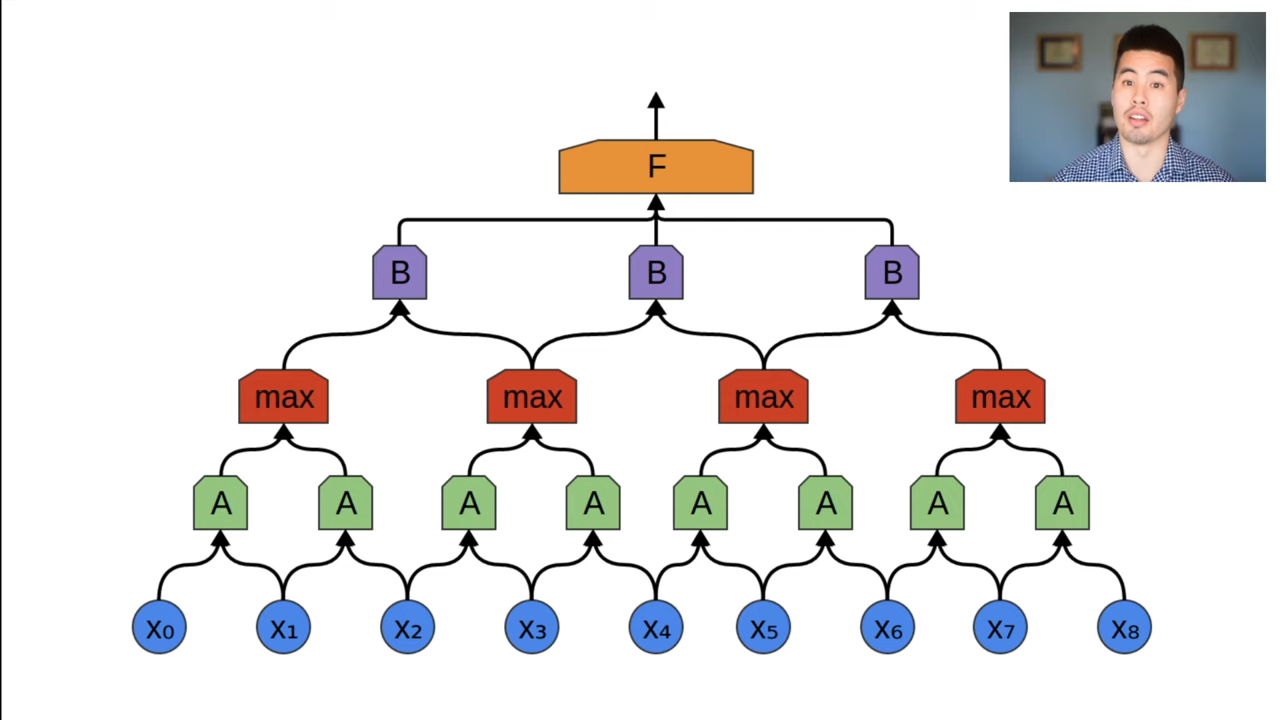 F
B B B
max max max max
A A A A A A A A
x₀ x₁ x₂ x₃ x₄ x₅ x₆ x₇ x₈